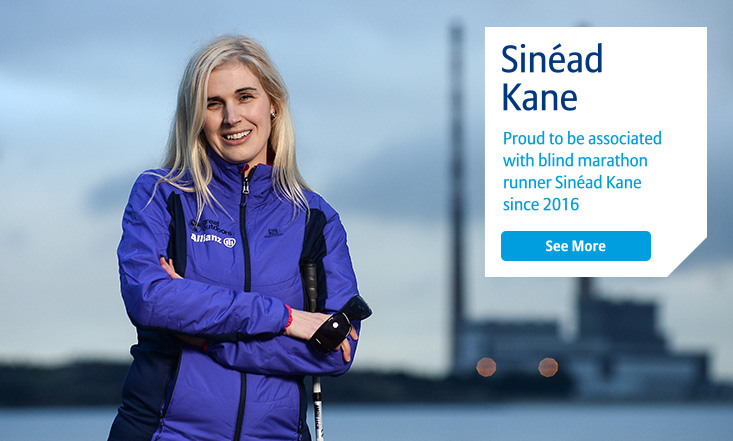 Sinéad
Kane
Proud to be associated
with blind marathon
runner Sinéad Kane
since 2016
See More
Allianz